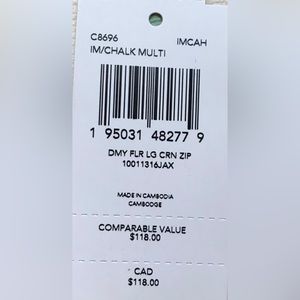 C8696 IMCAH
IM/CHALK MULTI
1 95031 48277 9
DMY FLR LG CRN ZIP
10011316JAX
MADE IN CAMBODIA
CAMBODGE
COMPARABLE VALUE
$118.00
CAD
$118.00